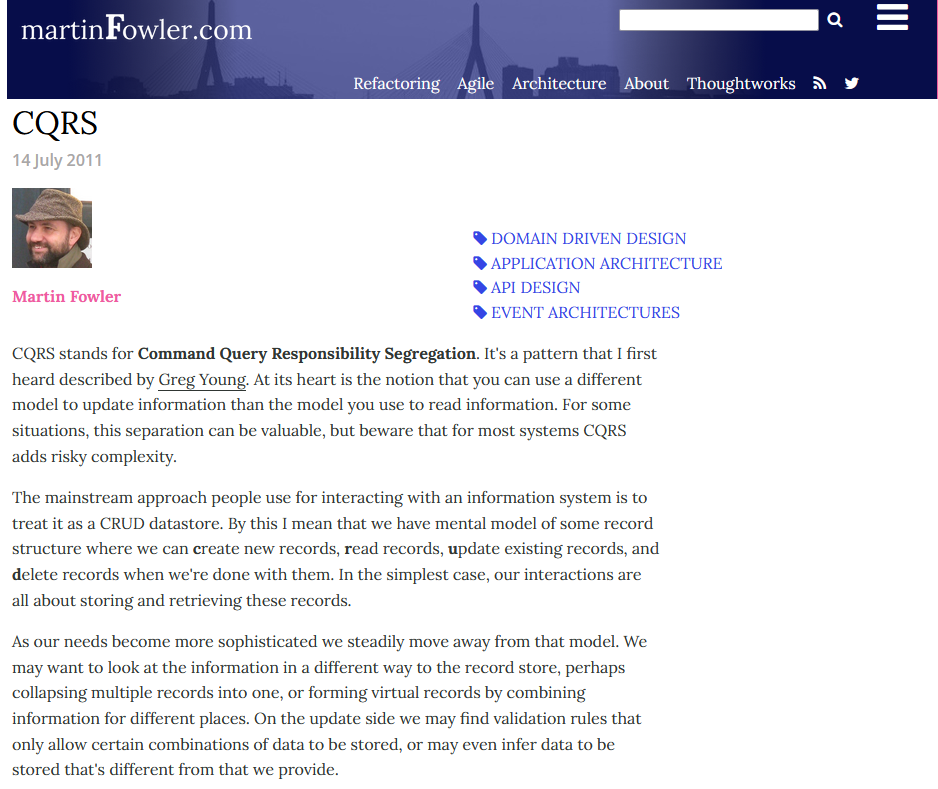 martinFowler.com
Refactoring Agile Architecture About Thoughtworks
CQRS
14 July 2011
Martin Fowler
DOMAIN DRIVEN DESIGN
APPLICATION ARCHITECTURE
API DESIGN
EVENT ARCHITECTURES
CQRS stands for Command Query Responsibility Segregation. It's a pattern that I first
heard described by Greg Young. At its heart is the notion that you can use a different
model to update information than the model you use to read information. For some
situations, this separation can be valuable, but beware that for most systems CQRS
adds risky complexity.
The mainstream approach people use for interacting with an information system is to
treat it as a CRUD datastore. By this I mean that we have mental model of some record
structure where we can create new records, read records, update existing records, and
delete records when we're done with them. In the simplest case, our interactions are
all about storing and retrieving these records.
As our needs become more sophisticated we steadily move away from that model. We
may want to look at the information in a different way to the record store, perhaps
collapsing multiple records into one, or forming virtual records by combining
information for different places. On the update side we may find validation rules that
only allow certain combinations of data to be stored, or may even infer data to be
stored that's different from that we provide.